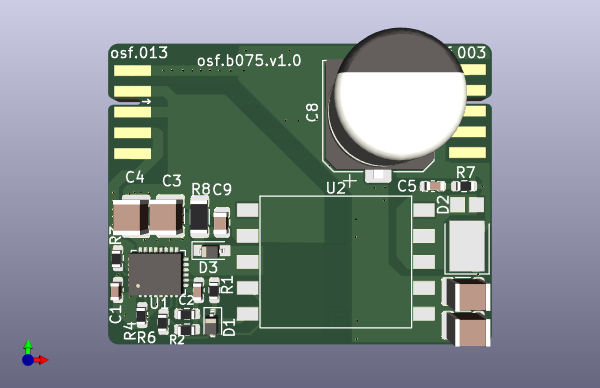 osf.013
osf.b075.v1.0
.003
C8
C4
C3
R8
C9
U2
C5
R7
D2
R3
D3
C1
U1
C2
R1
R4
R6
R2
D1